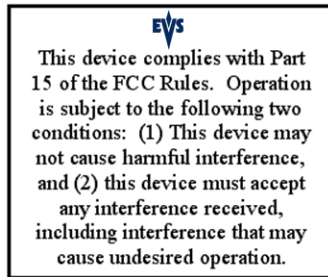 EVS
This device complies with Part
15 of the FCC Rules.  Operation
is subject to the following two
conditions:  (1) This device may
not cause harmful interference,
and (2) this device must accept
any interference received,
including interference that may
cause undesired operation.